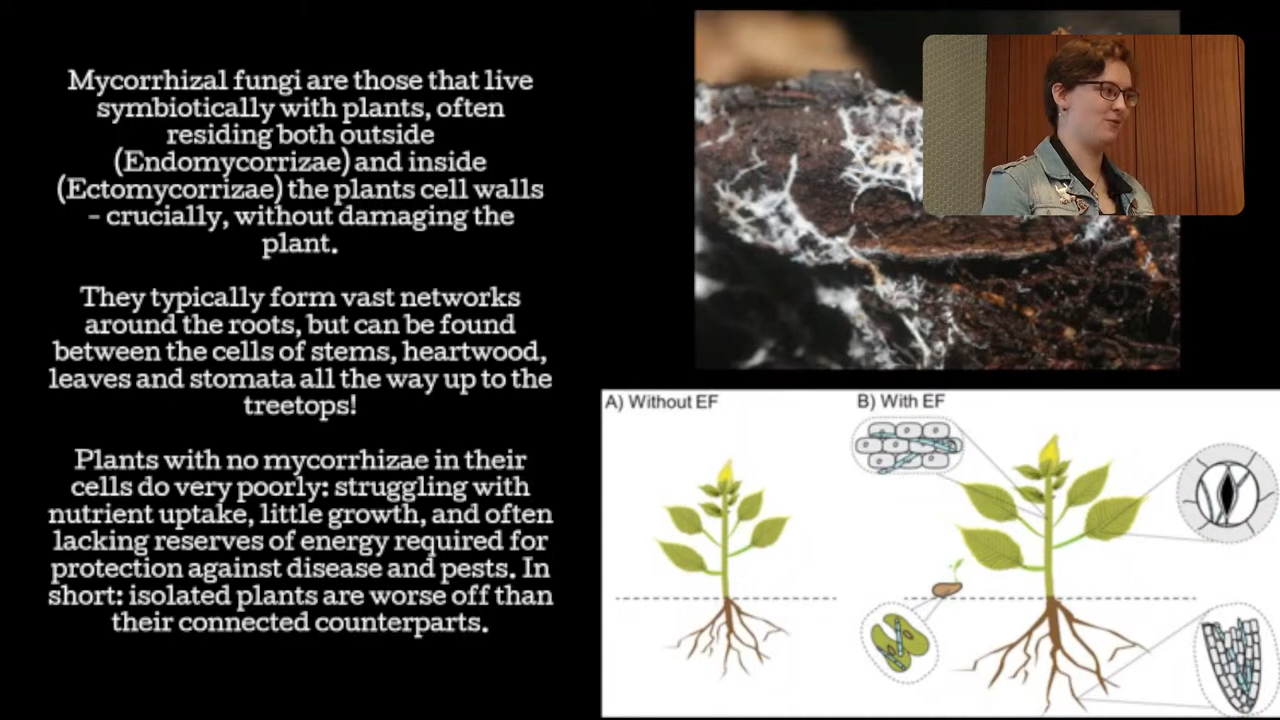 Mycorrhizal fungi are those that live
symbiotically with plants, often
residing both outside
(Endomycorrizae) and inside
(Ectomycorrizae) the plants cell walls
- crucially, without damaging the
plant.
They typically form vast networks
around the roots, but can be found
between the cells of stems, heartwood,
leaves and stomata all the way up to the
treetops!
Plants with no mycorrhizae in their
cells do very poorly: struggling with
nutrient uptake, little growth, and often
lacking reserves of energy required for
protection against disease and pests. In
short: isolated plants are worse off than
their connected counterparts.
A) Without EF
B) With EF